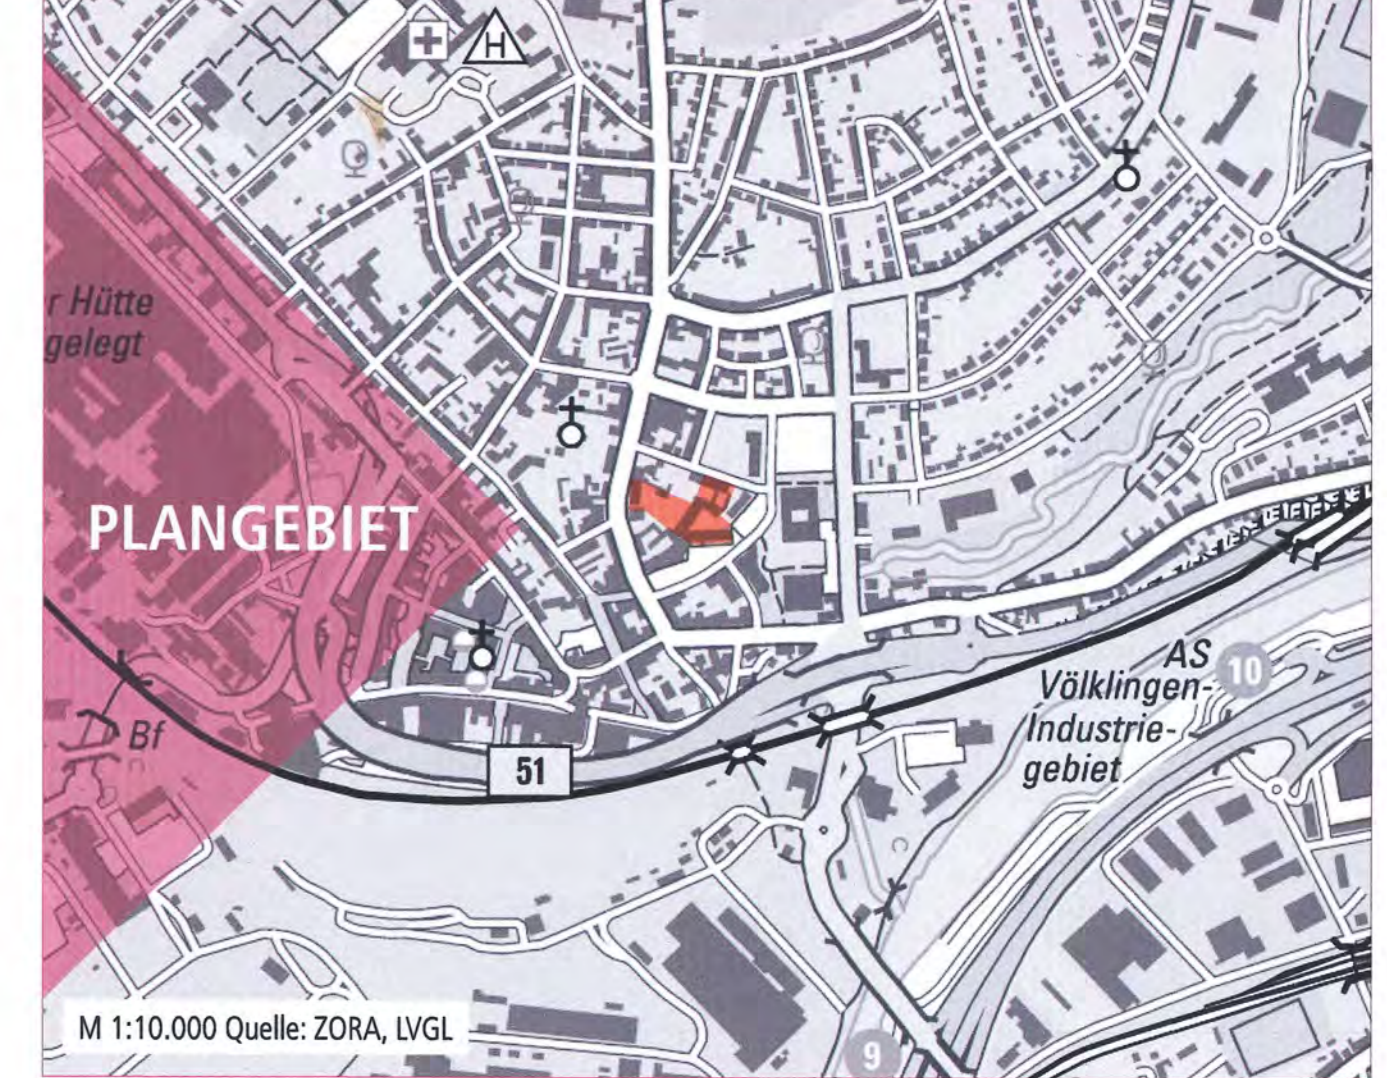 H
r Hütte
gelegt
PLANGEBIET
AS
Völklingen-
Industrie-
gebiet
10
Bf
51
M 1:10.000 Quelle: ZORA, LVGL
9